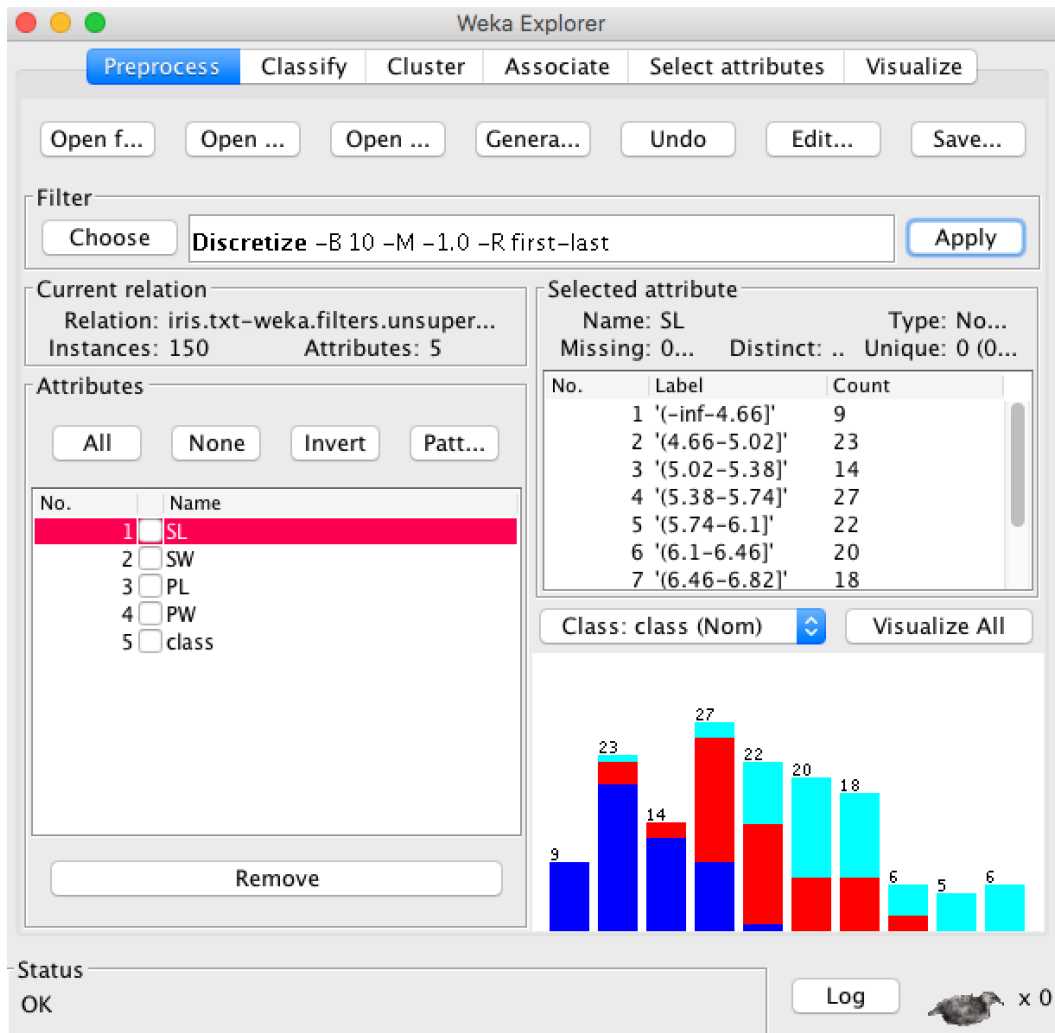 Weka Explorer
Preprocess Classify Cluster Associate Select attributes Visualize
Open f... Open ... Open ... Genera... Undo Edit... Save...
Filter
Choose Discretize -B 10 -M -1.0 -R first-last Apply
Current relation
Relation: iris.txt-weka.filters.unsuper...
Instances: 150 Attributes: 5
Attributes
All None Invert Patt...
No. Name
1 SL
2 SW
3 PL
4 PW
5 class
Remove
Selected attribute
Name: SL Type: No...
Missing: 0... Distinct: .. Unique: 0 (0...
No. Label Count
1 '(-inf-4.66]' 9
2 '(4.66-5.02]' 23
3 '(5.02-5.38]' 14
4 '(5.38-5.74]' 27
5 '(5.74-6.1]' 22
6 '(6.1-6.46]' 20
7 '(6.46-6.82]' 18
Class: class (Nom) Visualize All
9 23 14 27 22 20 18 6 5 6
Status
OK
Log x 0